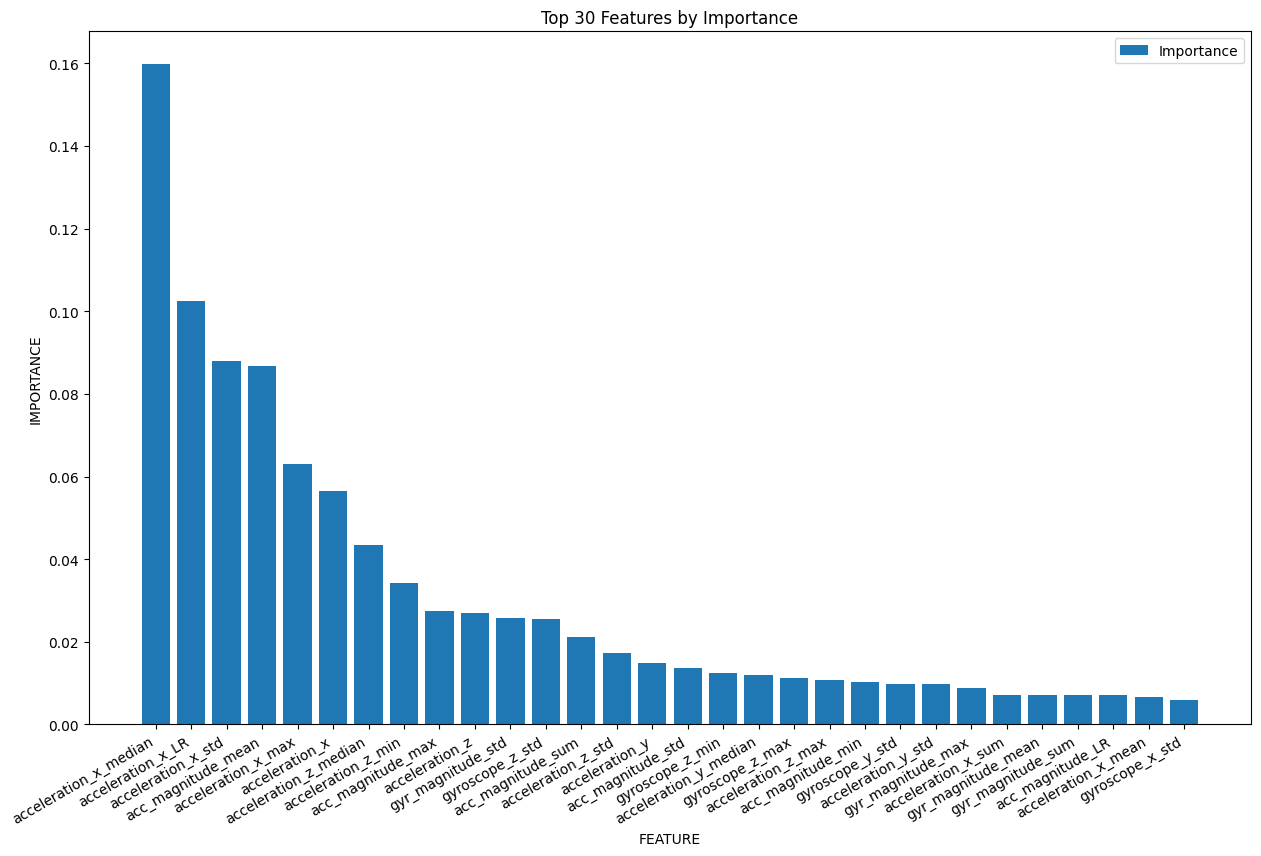 Top 30 Features by Importance
Importance
IMPORTANCE
0.16
0.14
0.12
0.10
0.08
0.06
0.04
0.02
0.00
acceleration_x_median
acceleration_x_LR
acceleration_x_std
acc_magnitude_mean
acceleration_x_max
acceleration_x
acceleration_z_median
acceleration_z_min
acc_magnitude_max
acceleration_z
gyr_magnitude_std
gyroscope_z_std
acc_magnitude_sum
acceleration_z_std
acceleration_y
acc_magnitude_std
gyroscope_z_min
acceleration_y_median
gyroscope_z_max
acceleration_z_max
acc_magnitude_min
gyroscope_y_std
acceleration_y_std
gyr_magnitude_max
acceleration_x_sum
gyr_magnitude_mean
gyr_magnitude_sum
acc_magnitude_LR
acceleration_x_mean
gyroscope_x_std
FEATURE